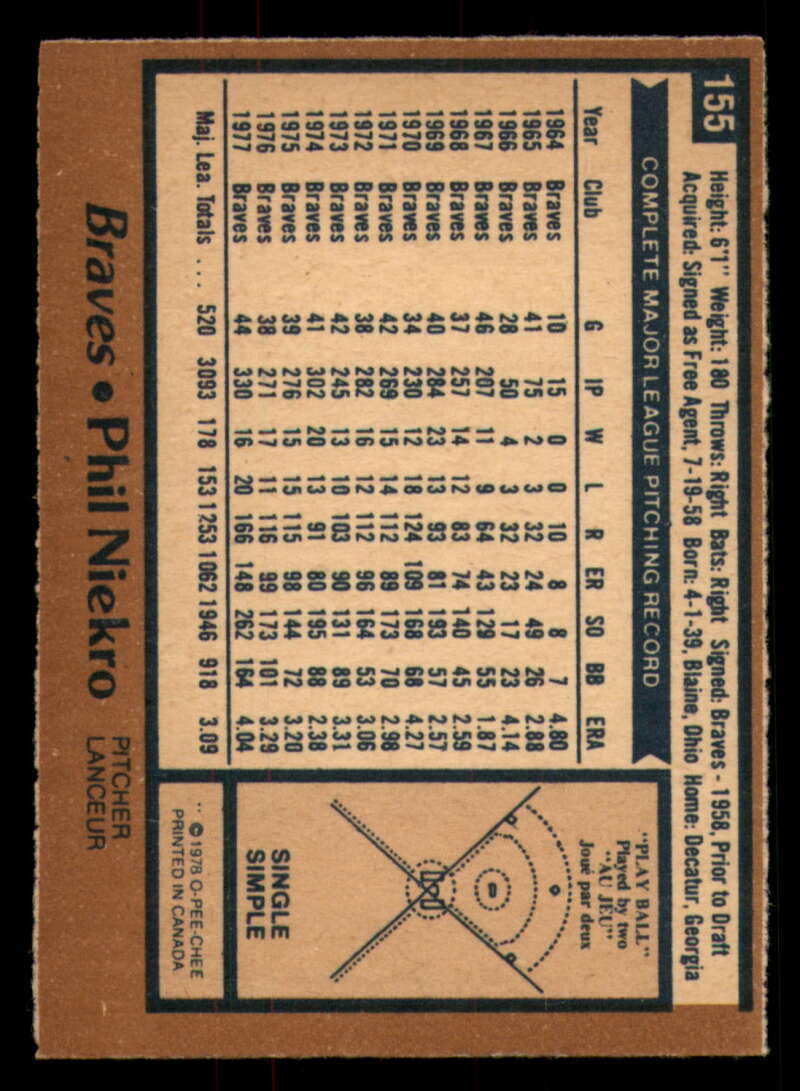 155
Height: 6'1" Weight: 180 Throws: Right Bats: Right Signed: Braves - 1958, Prior to Draft
Acquired: Signed as Free Agent, 7-19-58 Born: 4-1-39, Blaine, Ohio Home: Decatur, Georgia
COMPLETE MAJOR LEAGUE PITCHING RECORD
Year Club G IP W L R ER SO BB ERA
1964 Braves 10 15 0 0 10 8 8 7 4.80
1965 Braves 41 75 2 3 32 24 49 26 2.88
1966 Braves 28 50 4 3 32 23 17 23 4.14
1967 Braves 46 207 11 9 64 43 129 55 1.87
1968 Braves 37 257 14 12 83 74 140 45 2.59
1969 Braves 40 284 23 13 93 81 193 57 2.57
1970 Braves 34 230 12 18 124 109 168 68 4.27
1971 Braves 42 269 15 14 112 89 173 70 2.98
1972 Braves 38 282 16 12 112 96 164 53 3.06
1973 Braves 42 245 13 10 103 90 131 89 3.31
1974 Braves 41 302 20 13 91 80 195 88 2.38
1975 Braves 39 276 15 15 115 98 144 72 3.20
1976 Braves 38 271 17 11 116 99 173 101 3.29
1977 Braves 44 330 16 20 166 148 262 164 4.04
Maj. Lea. Totals ... 520 3093 178 153 1253 1062 1946 918 3.09
"PLAY BALL"
Played by two
"AU JEU"
Joué par deux
SINGLE
SIMPLE
** © 1978 O-PEE-CHEE
PRINTED IN CANADA
Braves • Phil Niekro
PITCHER
LANCEUR